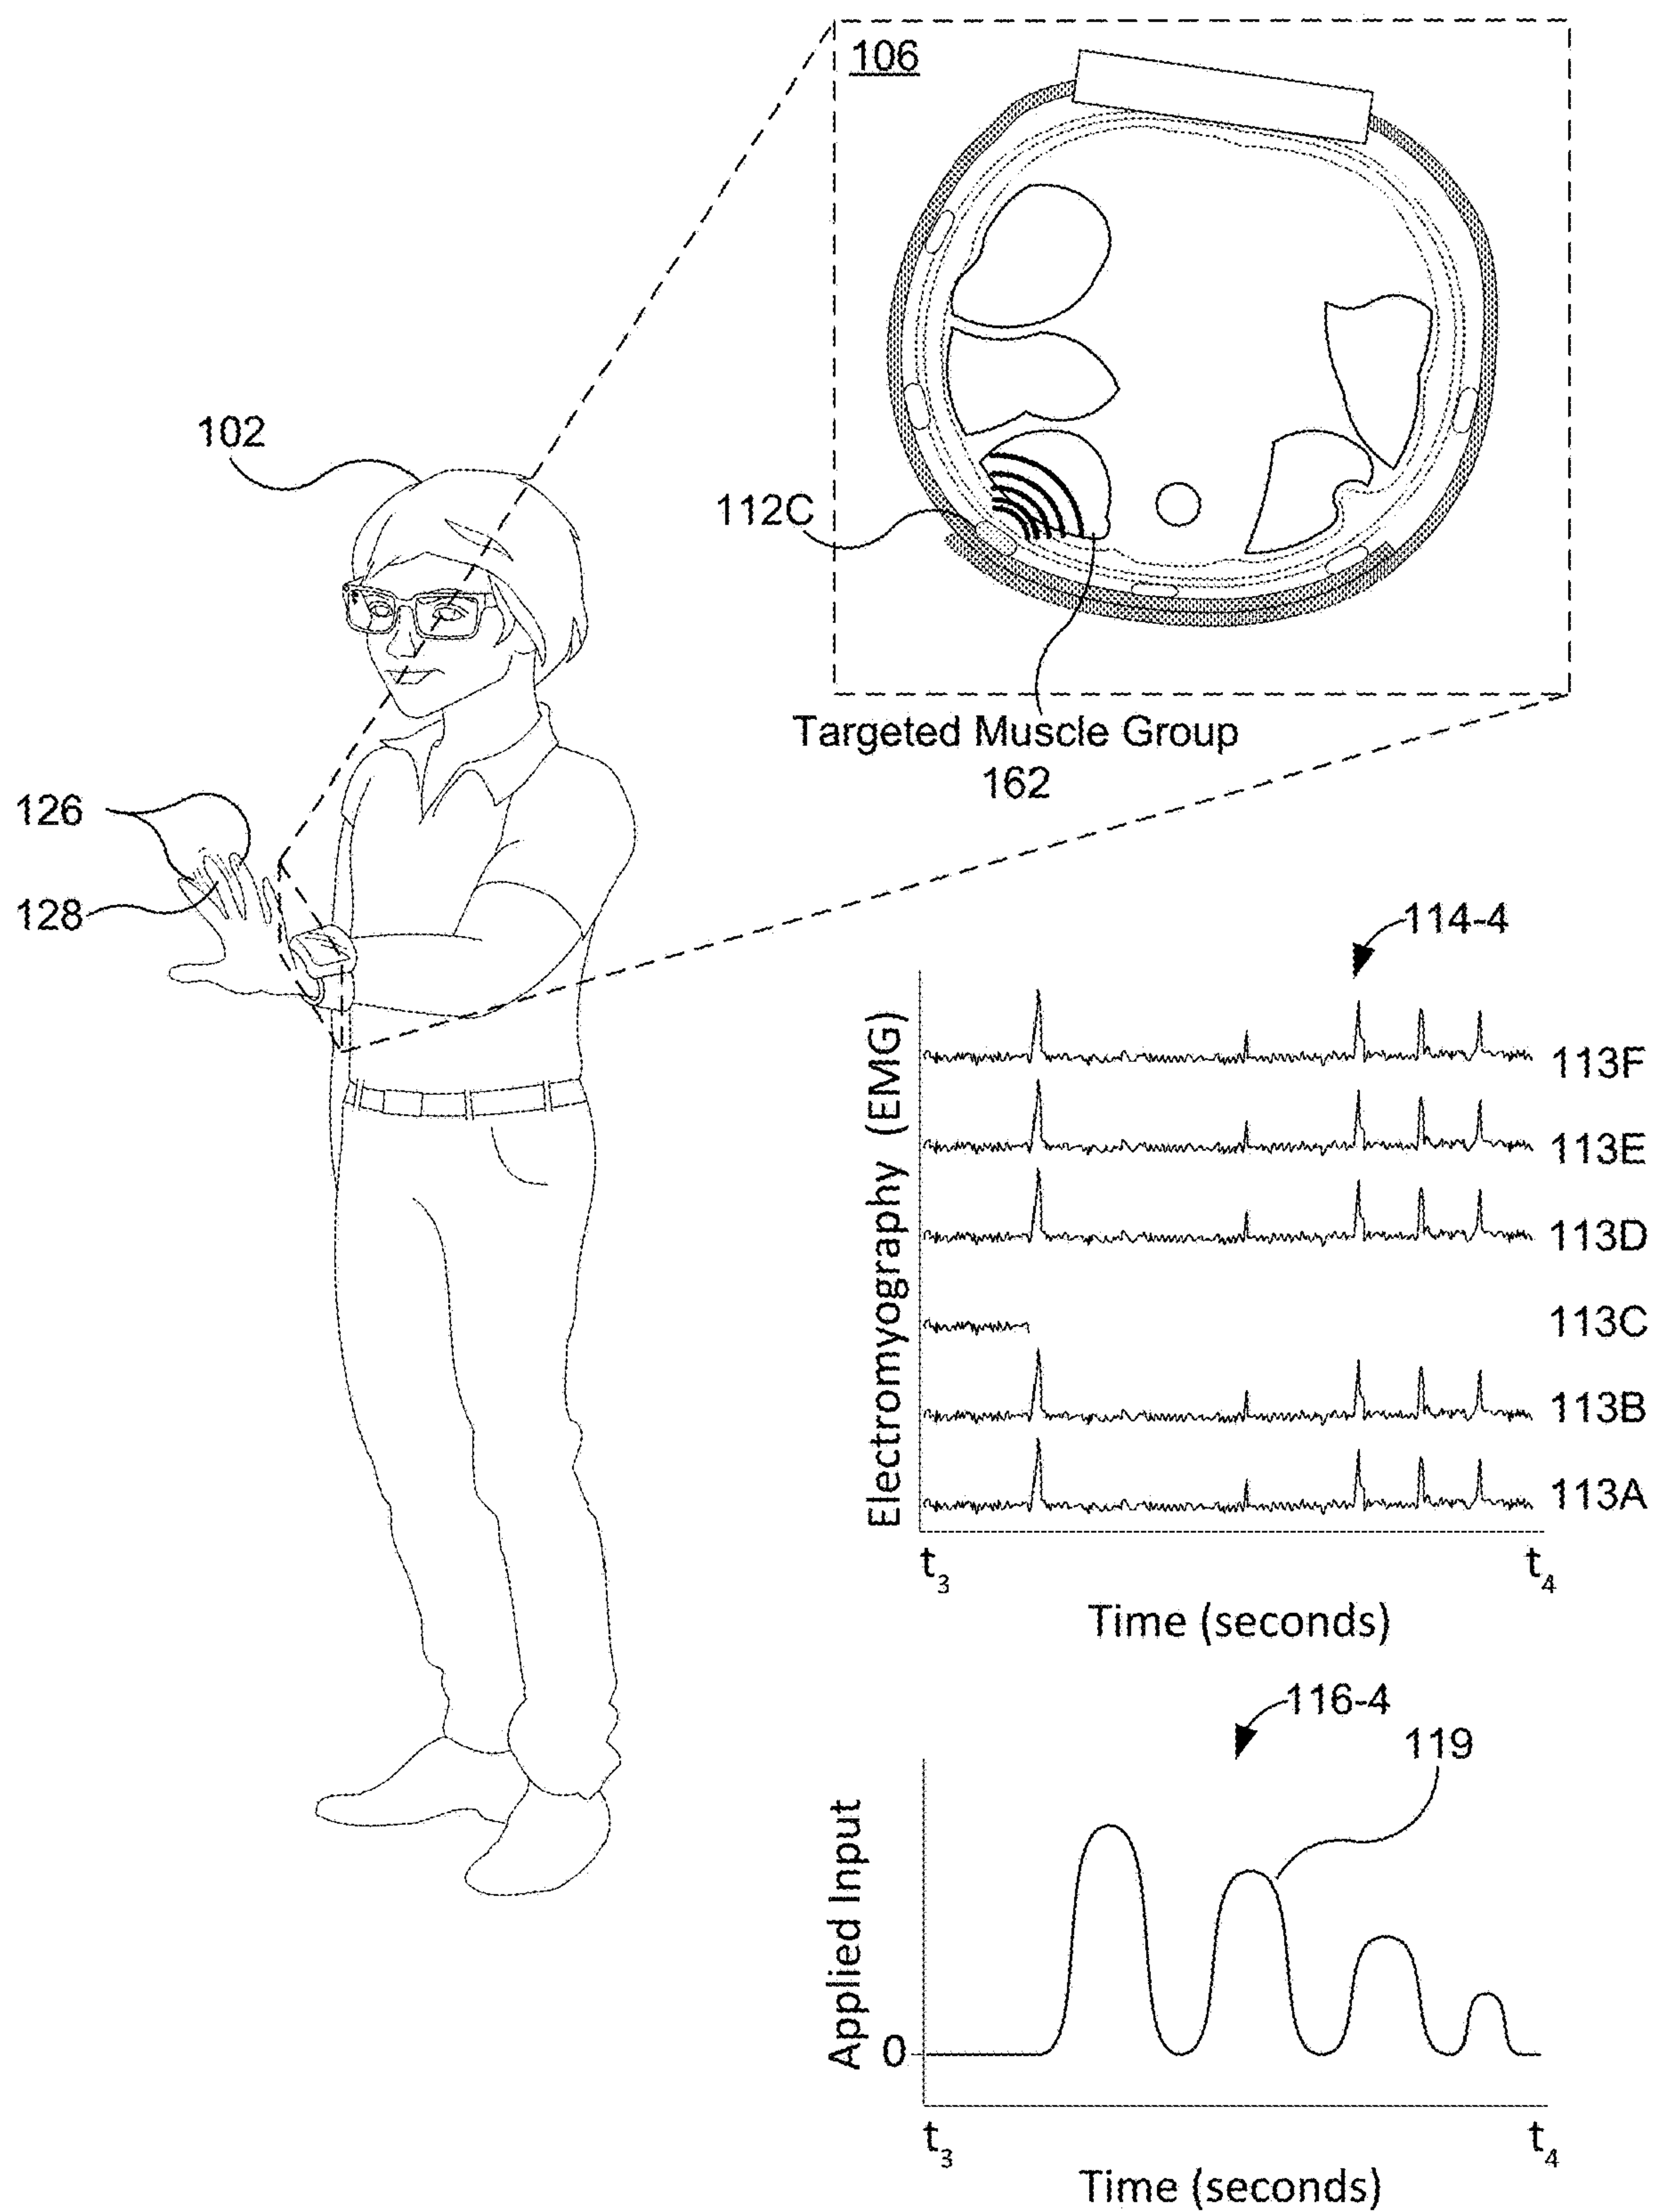 106
102
112C
Targeted Muscle Group
162
126
128
114-4
Electromyography (EMG)
113F
113E
113D
113C
113B
113A
t3
t4
Time (seconds)
116-4
119
Applied Input
0
t3
t4
Time (seconds)